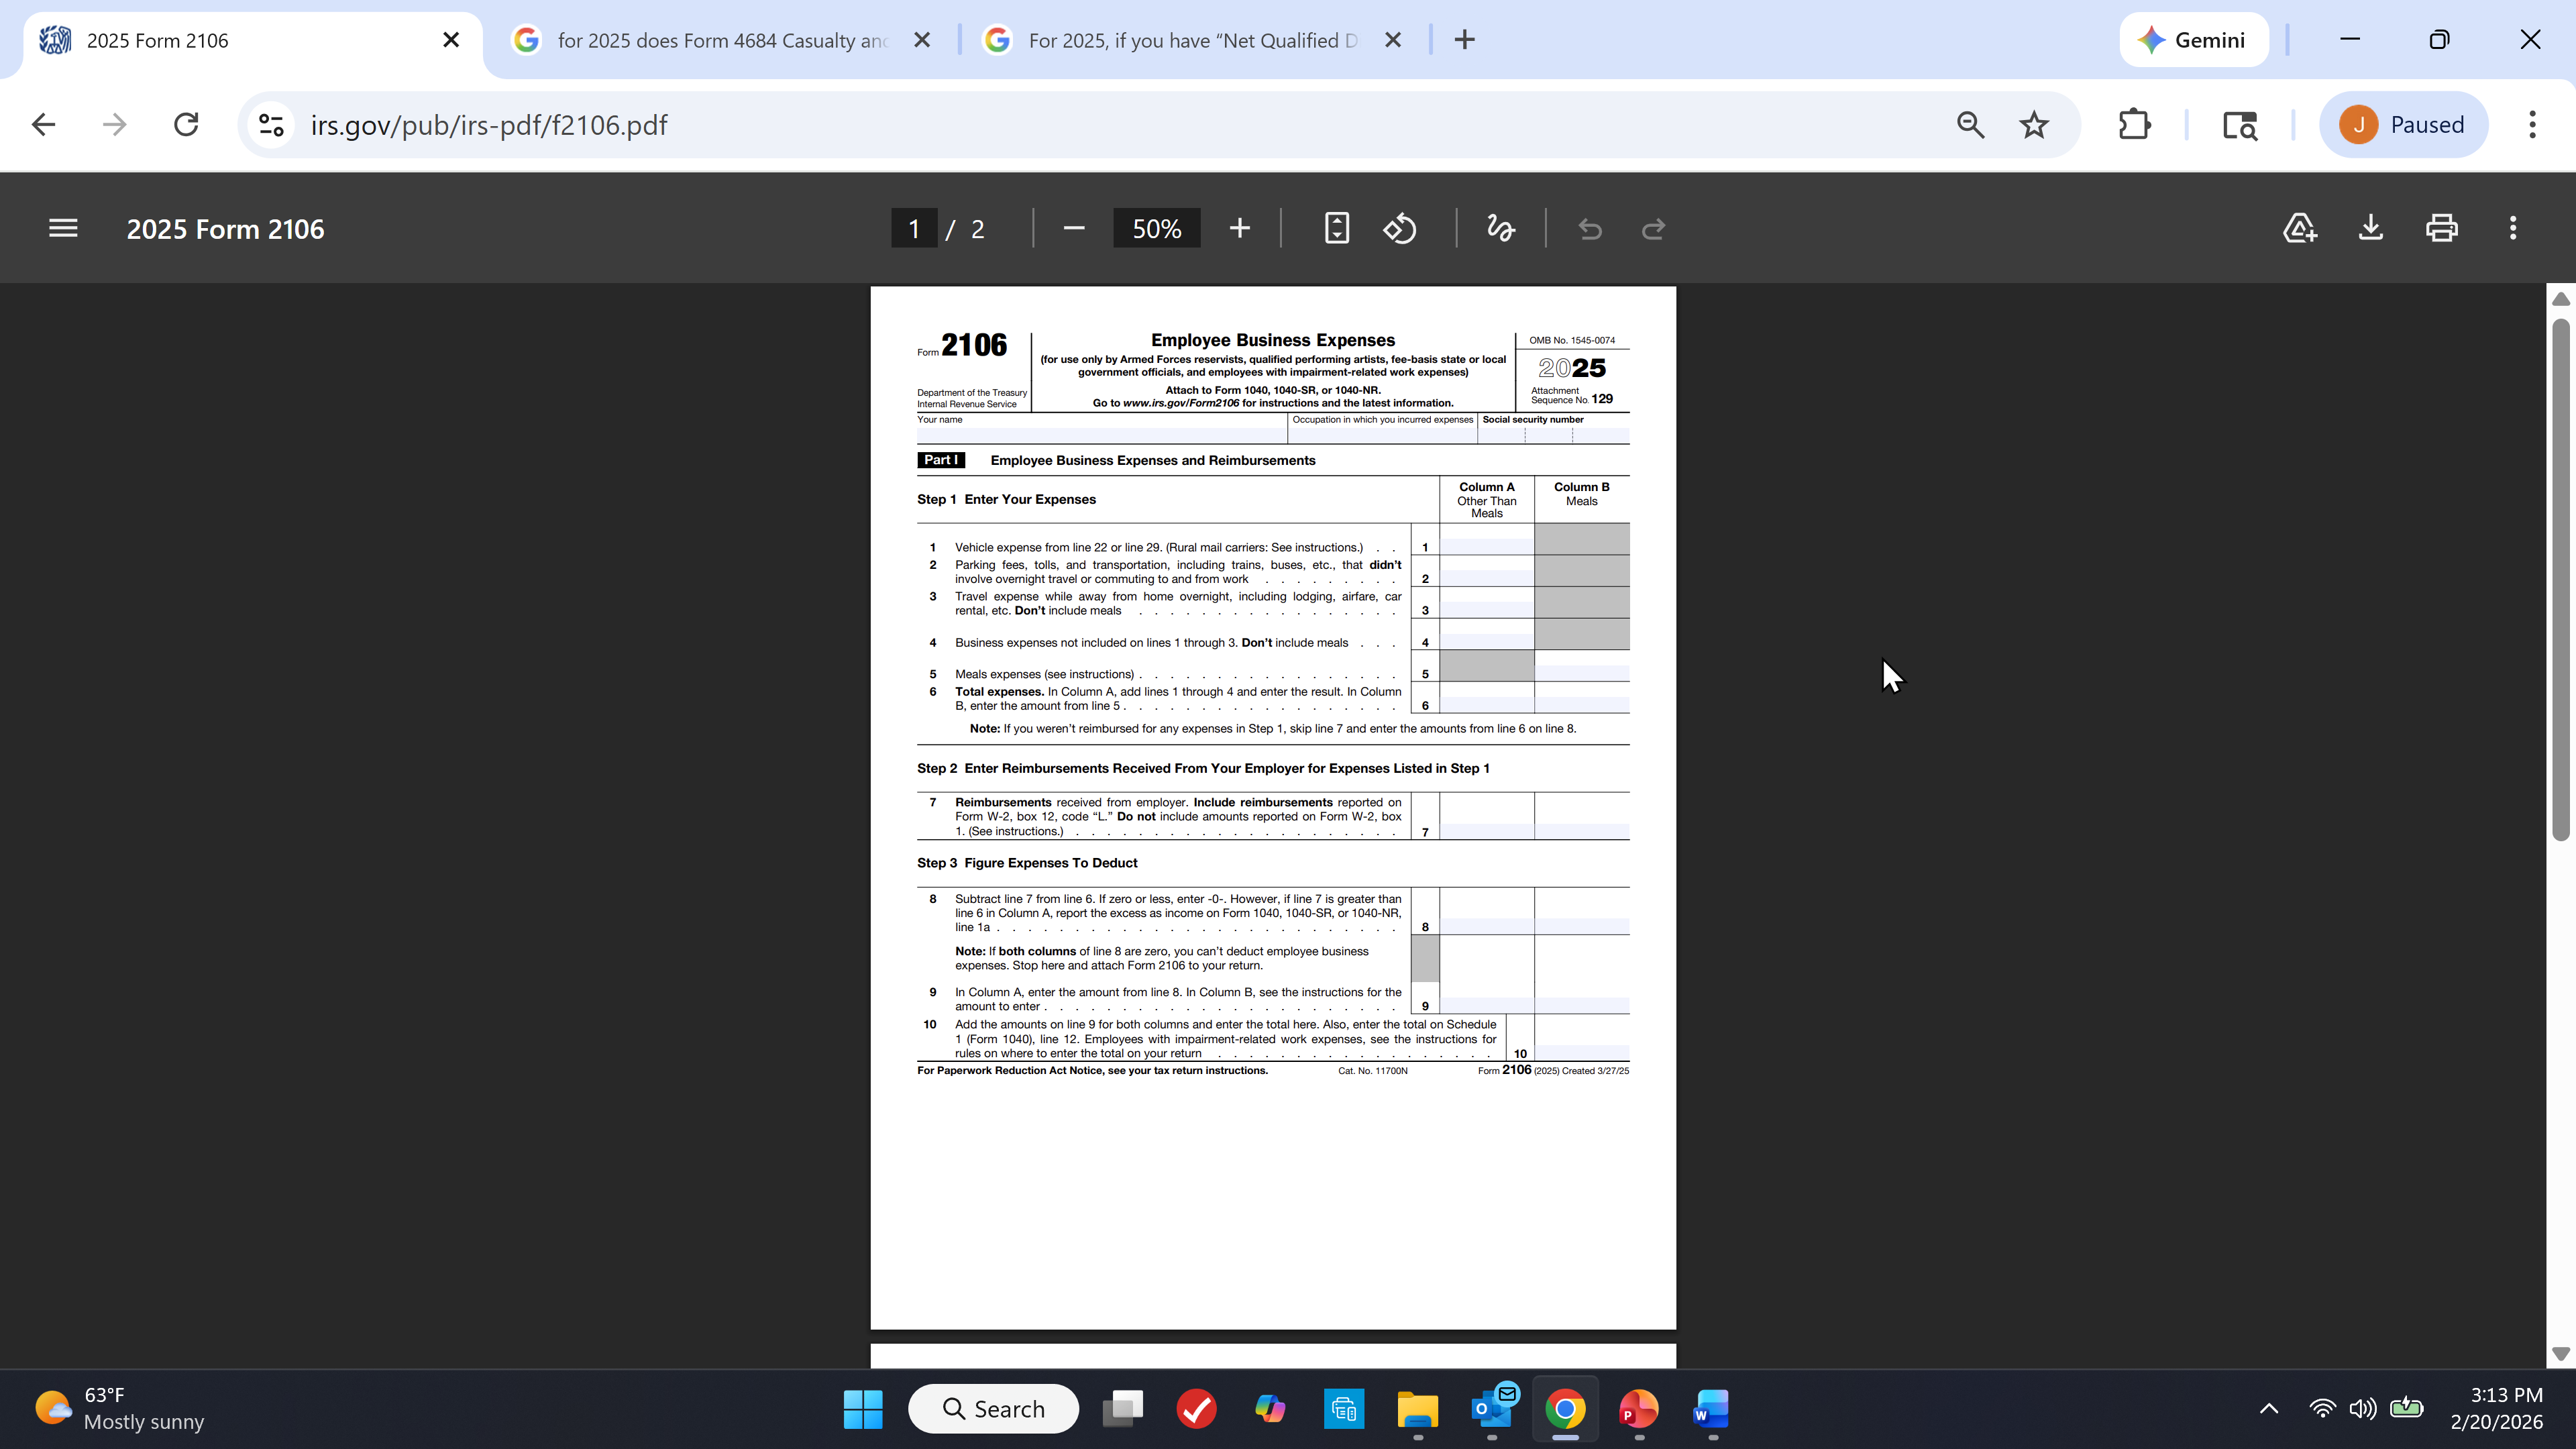 2025 Form 2106
for 2025 does Form 4684 Casualty and
For 2025, if you have “Net Qualified D
Gemini
irs.gov/pub/irs-pdf/f2106.pdf
J Paused
2025 Form 2106
1 / 2
50%
Form 2106
Department of the Treasury
Internal Revenue Service
Employee Business Expenses
(for use only by Armed Forces reservists, qualified performing artists, fee-basis state or local
government officials, and employees with impairment-related work expenses)
Attach to Form 1040, 1040-SR, or 1040-NR.
Go to www.irs.gov/Form2106 for instructions and the latest information.
OMB No. 1545-0074
2025
Attachment
Sequence No. 129
Your name
Occupation in which you incurred expenses
Social security number
Part I Employee Business Expenses and Reimbursements
Step 1 Enter Your Expenses
Column A
Other Than
Meals
Column B
Meals
1 Vehicle expense from line 22 or line 29. (Rural mail carriers: See instructions.) . . 1
2 Parking fees, tolls, and transportation, including trains, buses, etc., that didn’t
involve overnight travel or commuting to and from work . . . . . . . . . 2
3 Travel expense while away from home overnight, including lodging, airfare, car
rental, etc. Don’t include meals . . . . . . . . . . . . . . . . . 3
4 Business expenses not included on lines 1 through 3. Don’t include meals . . . 4
5 Meals expenses (see instructions) . . . . . . . . . . . . . . . . . 5
6 Total expenses. In Column A, add lines 1 through 4 and enter the result. In Column
B, enter the amount from line 5 . . . . . . . . . . . . . . . . . . 6
Note: If you weren’t reimbursed for any expenses in Step 1, skip line 7 and enter the amounts from line 6 on line 8.
Step 2 Enter Reimbursements Received From Your Employer for Expenses Listed in Step 1
7 Reimbursements received from employer. Include reimbursements reported on
Form W-2, box 12, code “L.” Do not include amounts reported on Form W-2, box
1. (See instructions.) . . . . . . . . . . . . . . . . . . . . . 7
Step 3 Figure Expenses To Deduct
8 Subtract line 7 from line 6. If zero or less, enter -0-. However, if line 7 is greater than
line 6 in Column A, report the excess as income on Form 1040, 1040-SR, or 1040-NR,
line 1a . . . . . . . . . . . . . . . . . . . . . . . . . . 8
Note: If both columns of line 8 are zero, you can’t deduct employee business
expenses. Stop here and attach Form 2106 to your return.
9 In Column A, enter the amount from line 8. In Column B, see the instructions for the
amount to enter . . . . . . . . . . . . . . . . . . . . . . . 9
10 Add the amounts on line 9 for both columns and enter the total here. Also, enter the total on Schedule
1 (Form 1040), line 12. Employees with impairment-related work expenses, see the instructions for
rules on where to enter the total on your return . . . . . . . . . . . . . . . . . . 10
For Paperwork Reduction Act Notice, see your tax return instructions. Cat. No. 11700N Form 2106 (2025) Created 3/27/25
63°F
Mostly sunny
Search
3:13 PM
2/20/2026